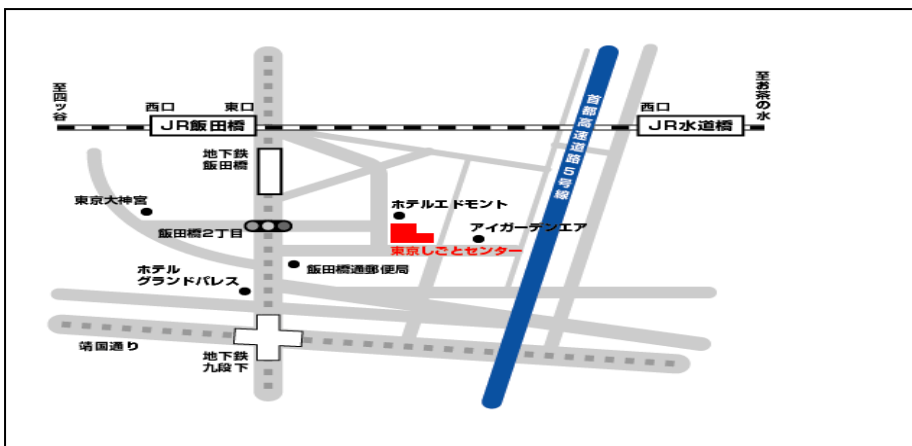 至四ッ谷
西口
東口
JR飯田橋
西口
JR水道橋
至お茶の水
首都高速道路5号線
地下鉄
飯田橋
東京大神宮
ホテルエドモント
飯田橋2丁目
アイガーデンエア
東京しごとセンター
ホテル
グランドパレス
飯田橋通郵便局
靖国通り
地下鉄
九段下